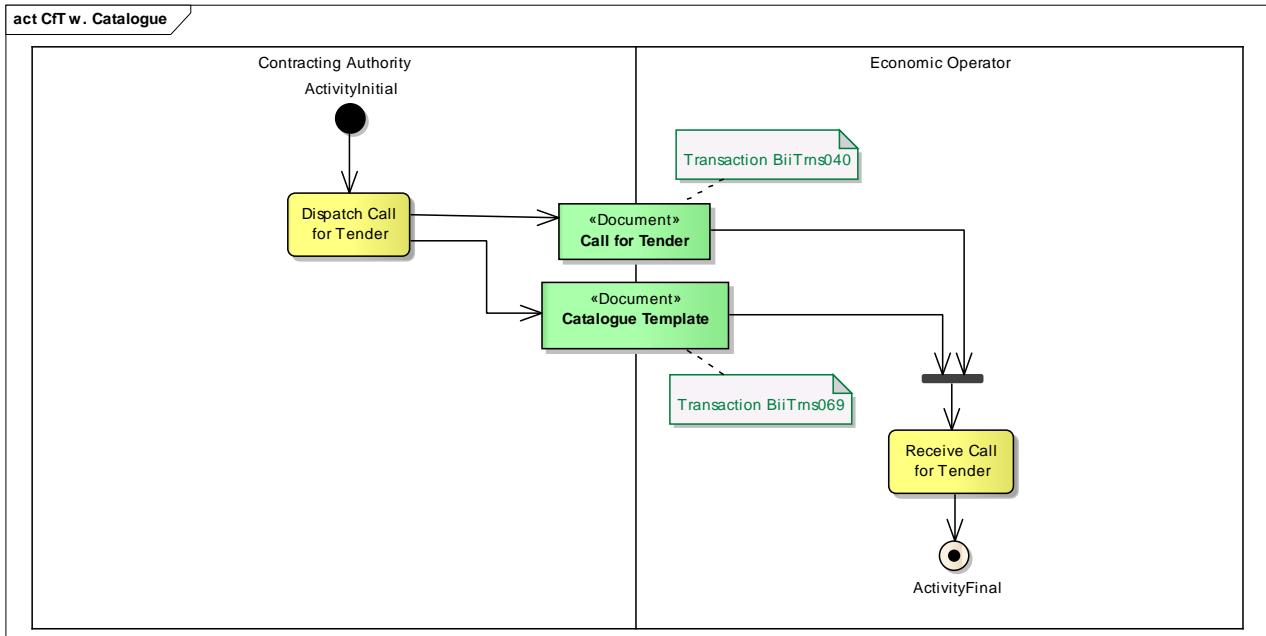 act CfT w. Catalogue
Contracting Authority
Economic Operator
ActivityInitial
Transaction BiiTrns040
Dispatch Call
for Tender
«Document»
Call for Tender
«Document»
Catalogue Template
Transaction BiiTrns069
Receive Call
for Tender
ActivityFinal